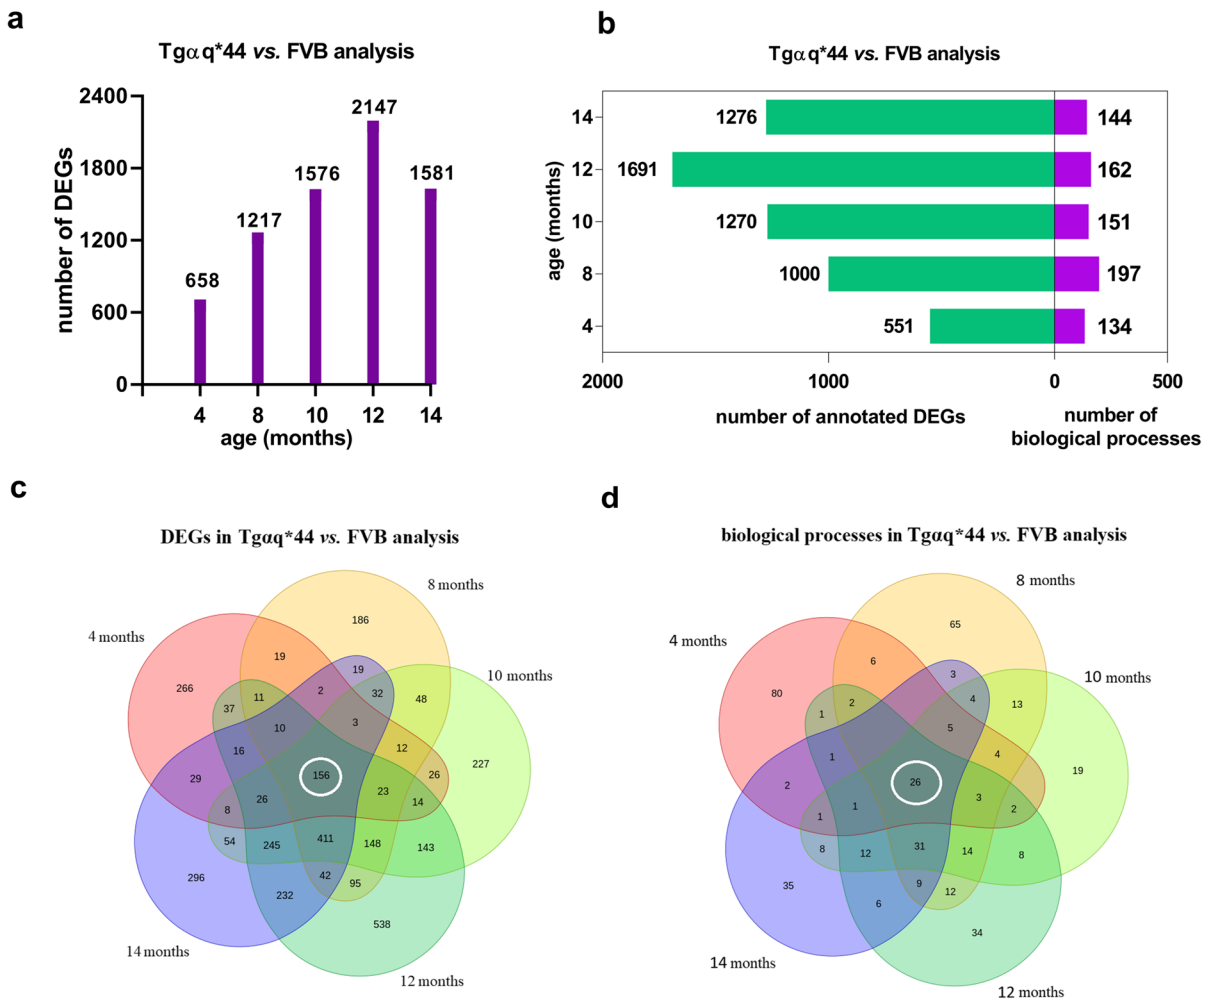 a
Tgαq*44 vs. FVB analysis
number of DEGs
2400
1800
1200
600
0
658
1217
1576
2147
1581
4 8 10 12 14
age (months)
b
Tgαq*44 vs. FVB analysis
age (months)
14 1276 144
12 1691 162
10 1270 151
8 1000 197
4 551 134
2000 1000 0 500
number of annotated DEGs
number of
biological processes
c
DEGs in Tgαq*44 vs. FVB analysis
8 months
4 months
10 months
186
19
19
266
2
32
48
11
37
10
3
16
12
227
29
156
26
23
14
8
26
54
245
411
148
143
296
42
95
232
538
14 months
12 months
d
biological processes in Tgαq*44 vs. FVB analysis
8 months
4 months
10 months
65
6
3
80
4
13
2
1
5
1
4
19
2
26
3
2
1
1
8
12
31
14
8
35
9
12
6
34
14 months
12 months